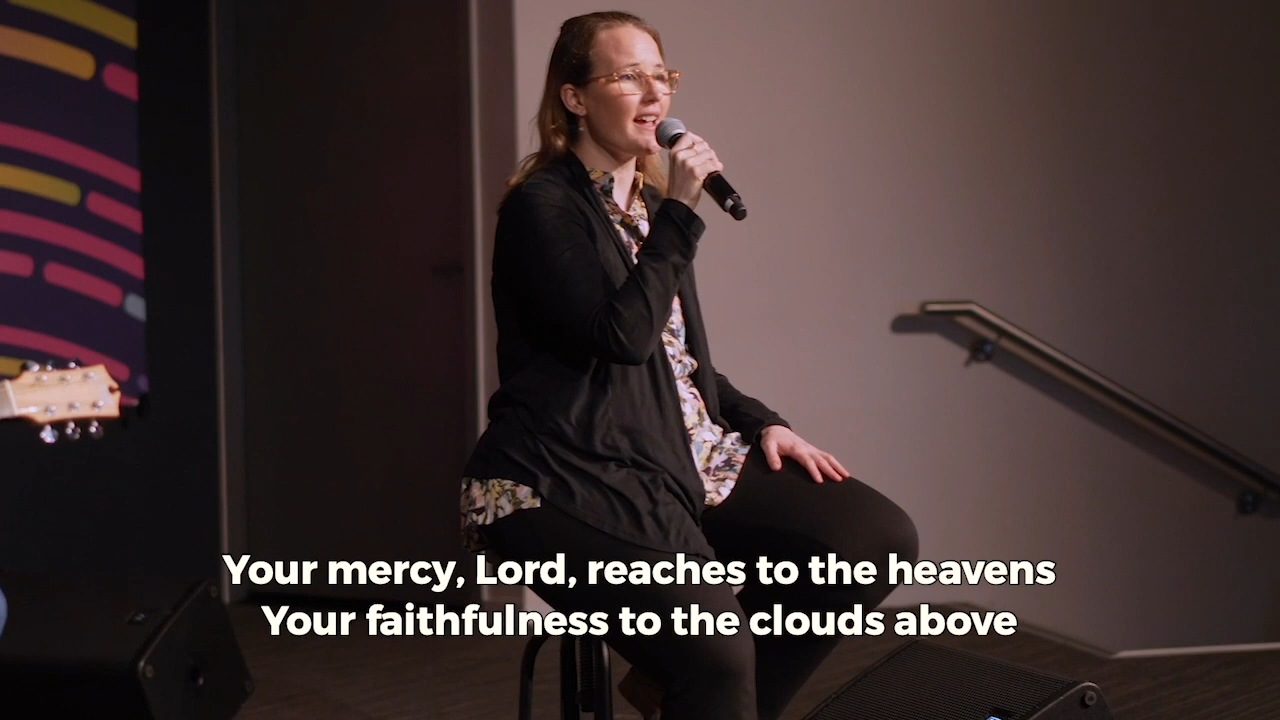 Your mercy, Lord, reaches to the heavens
Your faithfulness to the clouds above